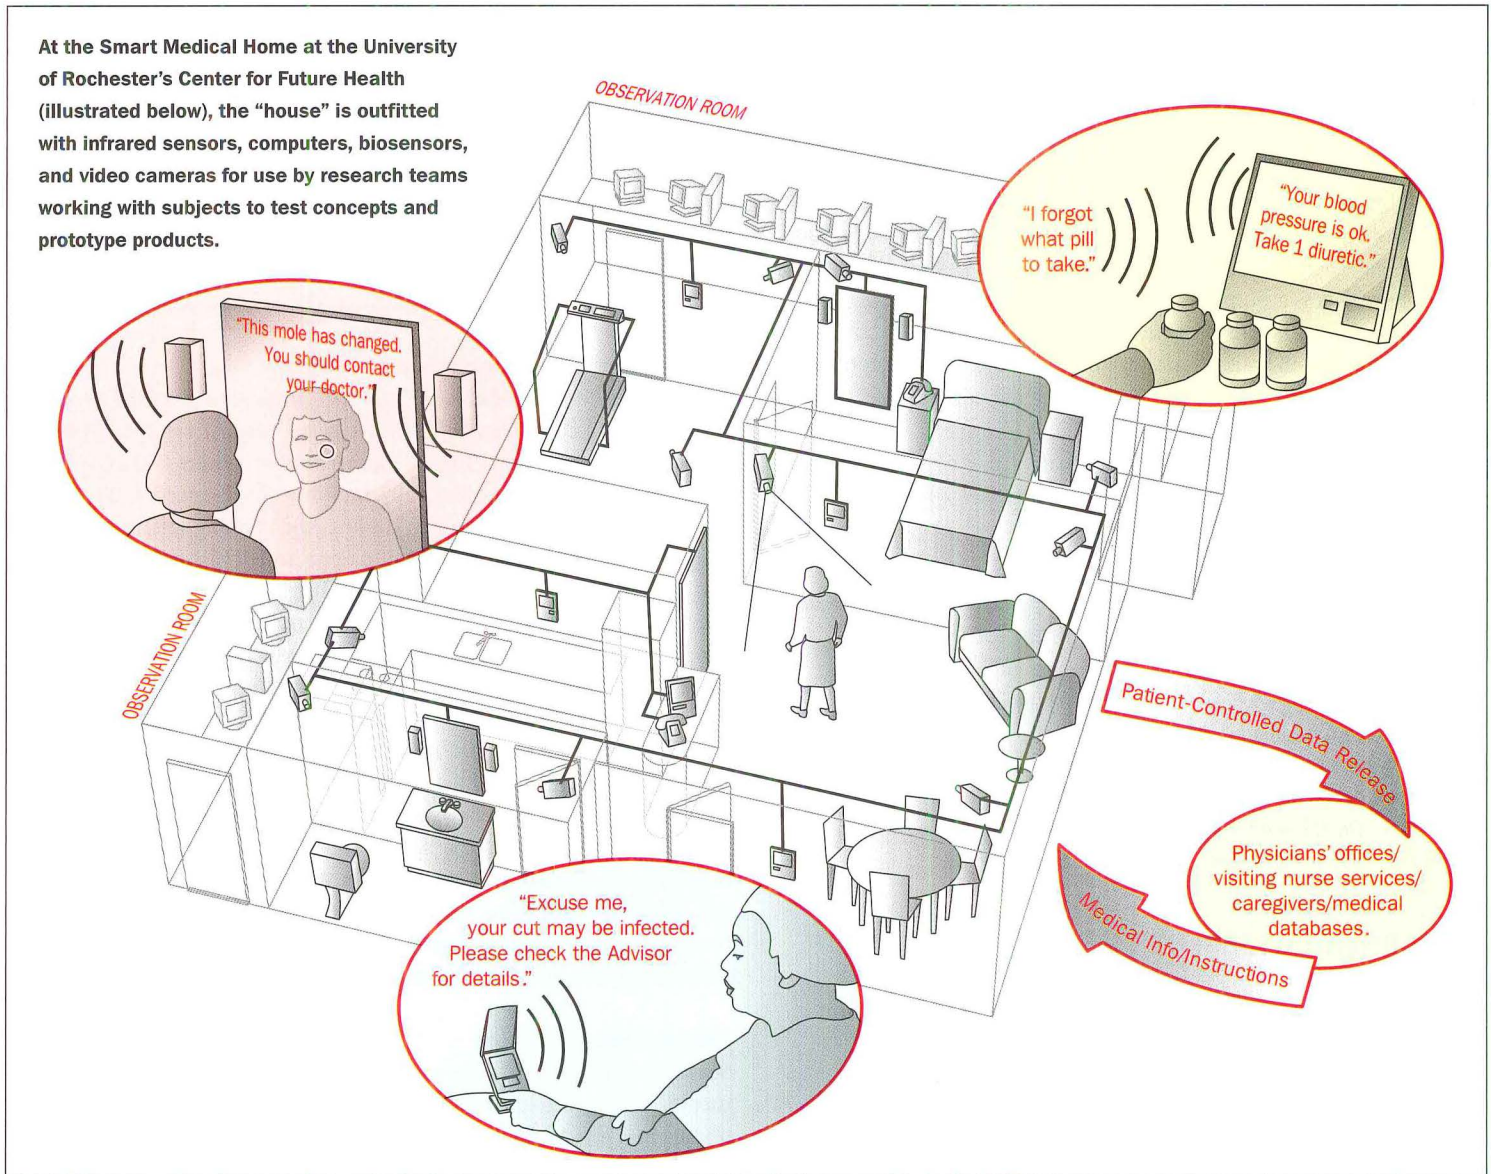 At the Smart Medical Home at the University
of Rochester's Center for Future Health
(illustrated below), the “house” is outfitted
with infrared sensors, computers, biosensors,
and video cameras for use by research teams
working with subjects to test concepts and
prototype products.
OBSERVATION ROOM
“I forgot
what pill
to take.”
“Your blood
pressure is ok.
Take 1 diuretic.”
“This mole has changed.
You should contact
your doctor.”
OBSERVATION ROOM
Patient-Controlled Data Release
Physicians' offices/
visiting nurse services/
caregivers/medical
databases.
Medical Info/Instructions
“Excuse me,
your cut may be infected.
Please check the Advisor
for details.”